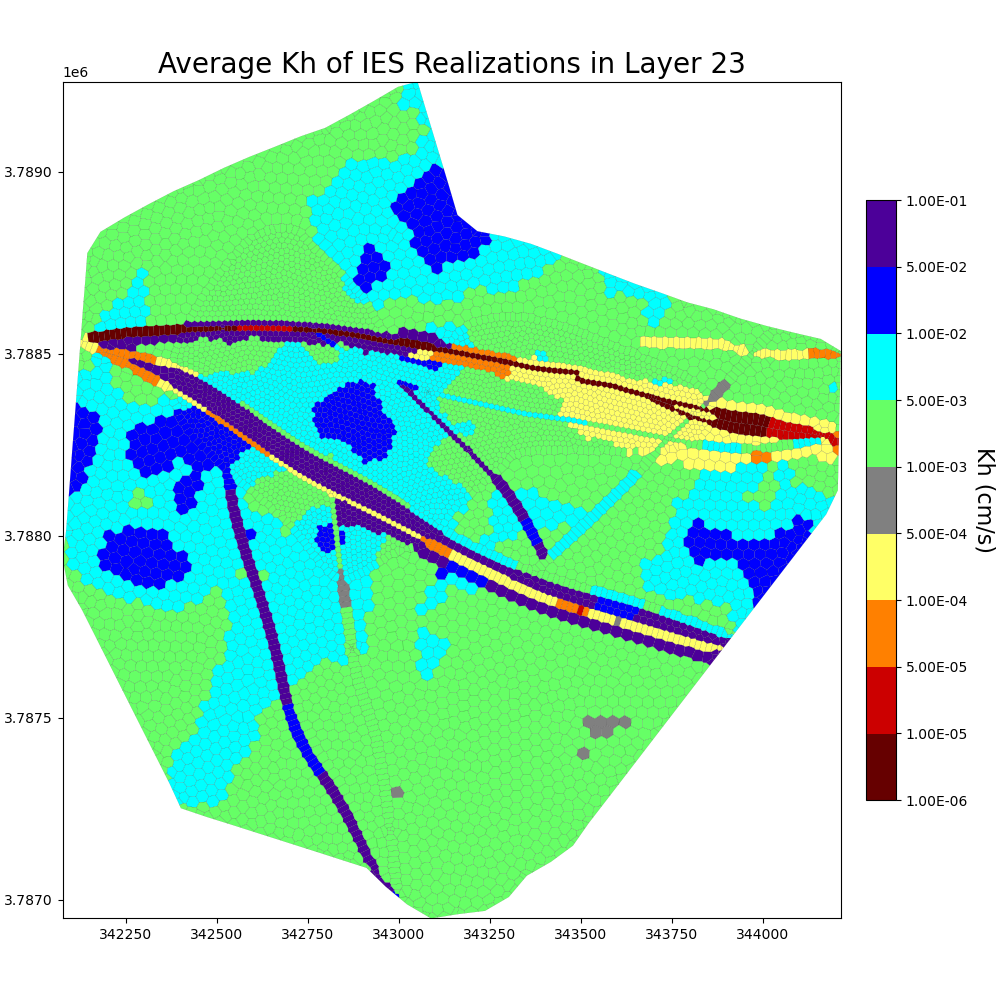 Average Kh of IES Realizations in Layer 23
1e6
3.7890
3.7885
3.7880
3.7875
3.7870
342250 342500 342750 343000 343250 343500 343750 344000
1.00E-01
5.00E-02
1.00E-02
5.00E-03
1.00E-03
5.00E-04
1.00E-04
5.00E-05
1.00E-05
1.00E-06
Kh (cm/s)